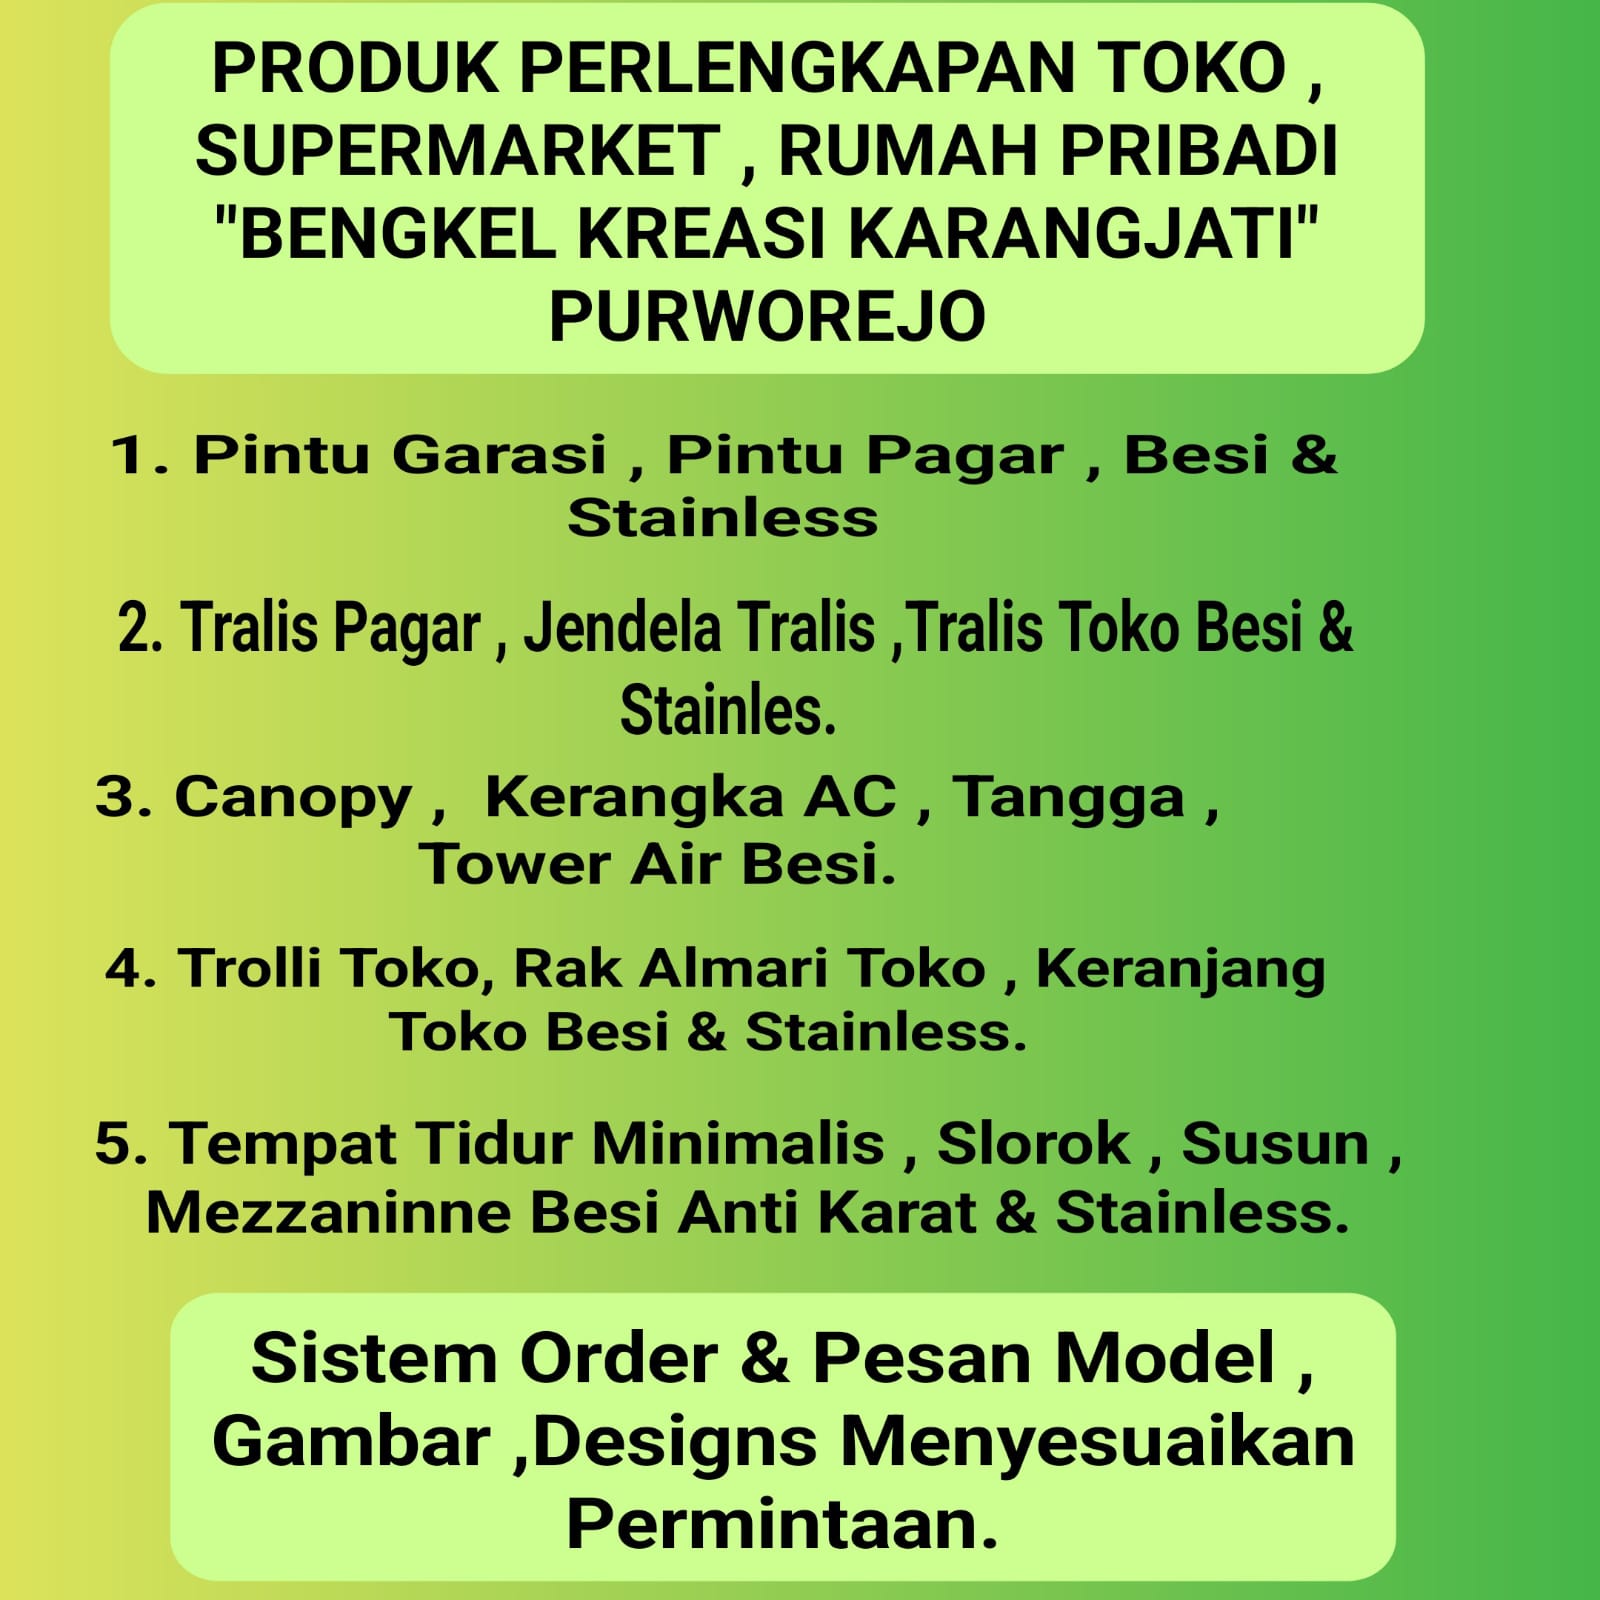 PRODUK PERLENGKAPAN TOKO ,
SUPERMARKET , RUMAH PRIBADI
"BENGKEL KREASI KARANGJATI"
PURWOREJO
1. Pintu Garasi , Pintu Pagar , Besi &
Stainless
2. Tralis Pagar , Jendela Tralis ,Tralis Toko Besi &
Stainles.
3. Canopy ,  Kerangka AC , Tangga ,
Tower Air Besi.
4. Trolli Toko, Rak Almari Toko , Keranjang
Toko Besi & Stainless.
5. Tempat Tidur Minimalis , Slorok , Susun ,
Mezzaninne Besi Anti Karat & Stainless.
Sistem Order & Pesan Model ,
Gambar ,Designs Menyesuaikan
Permintaan.